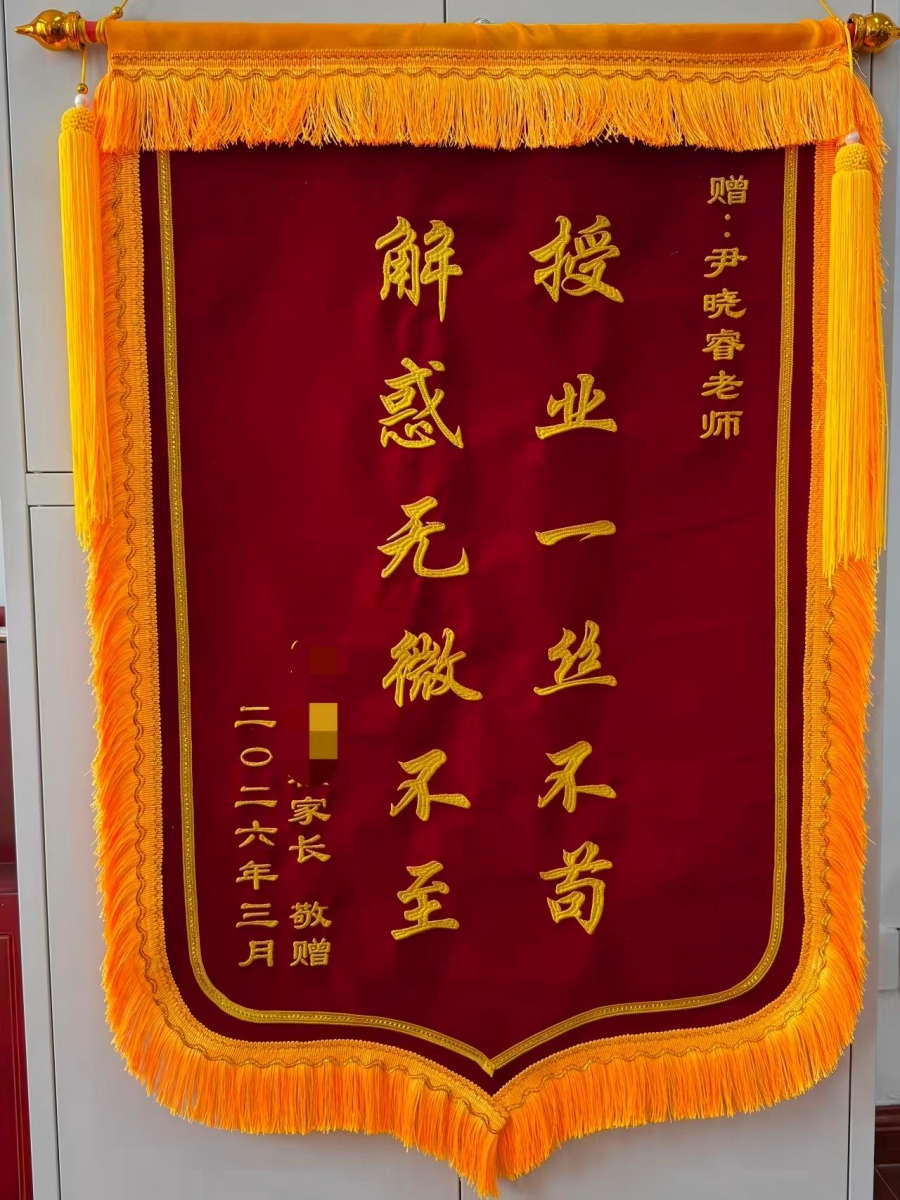 赠：尹晓睿老师
授业一丝不苟
解惑无微不至
家长 敬赠
二〇二六年三月